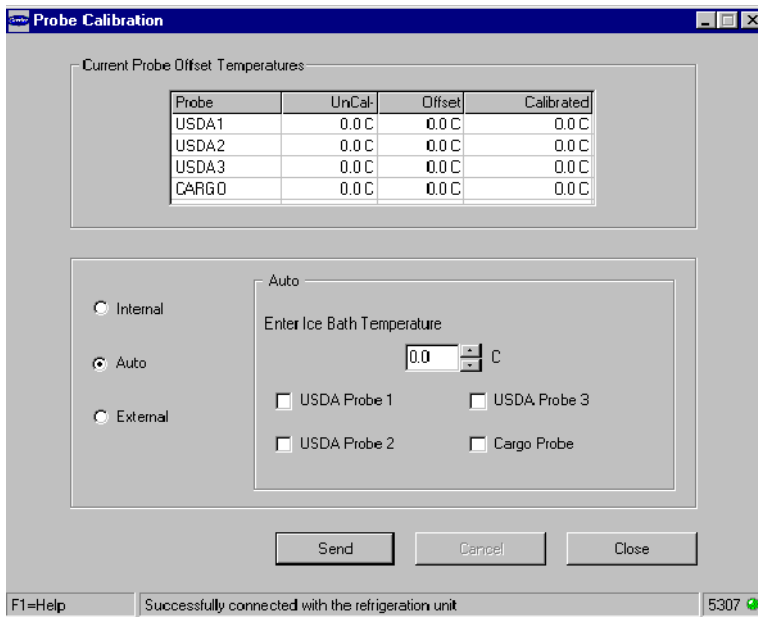 Probe Calibration
Current Probe Offset Temperatures
Probe UnCal- Offset Calibrated
USDA1 0.0 C 0.0 C 0.0 C
USDA2 0.0 C 0.0 C 0.0 C
USDA3 0.0 C 0.0 C 0.0 C
CARGO 0.0 C 0.0 C 0.0 C
Auto
Internal
Enter Ice Bath Temperature
0.0 C
Auto
USDA Probe 1 USDA Probe 3
External
USDA Probe 2 Cargo Probe
Send Cancel Close
F1=Help Successfully connected with the refrigeration unit 5307